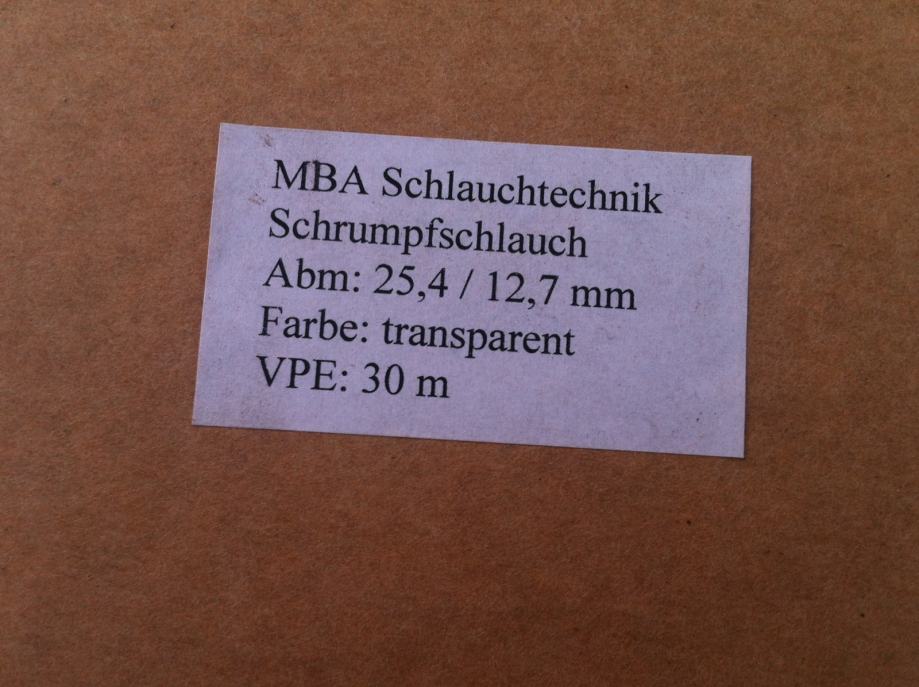 MBA Schlauchtechnik
Schrumpfschlauch
Abm: 25,4 / 12,7 mm
Farbe: transparent
VPE: 30 m